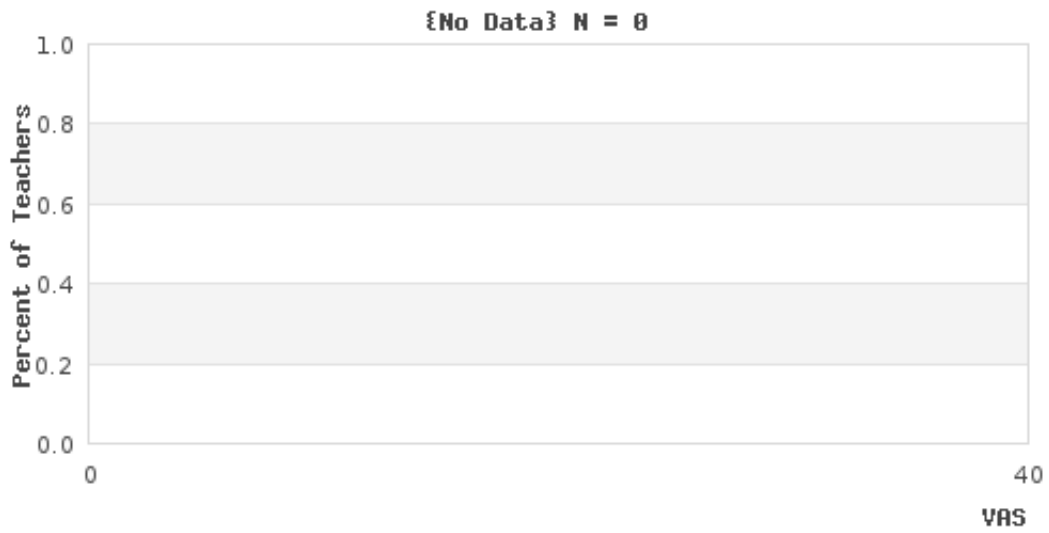 {No Data} N = 0
1.0
0.8
0.6
0.4
0.2
0.0
Percent of Teachers
0 40
VAS